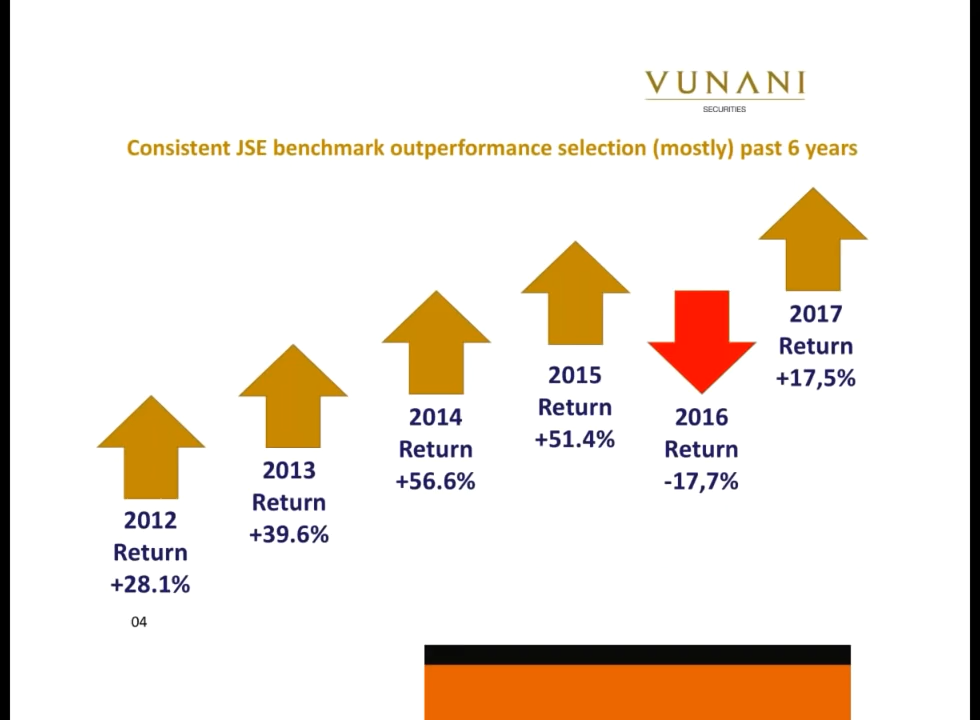 VUNANI
SECURITIES
Consistent JSE benchmark outperformance selection (mostly) past 6 years
2012
Return
+28.1%
2013
Return
+39.6%
2014
Return
+56.6%
2015
Return
+51.4%
2016
Return
-17,7%
2017
Return
+17,5%
04